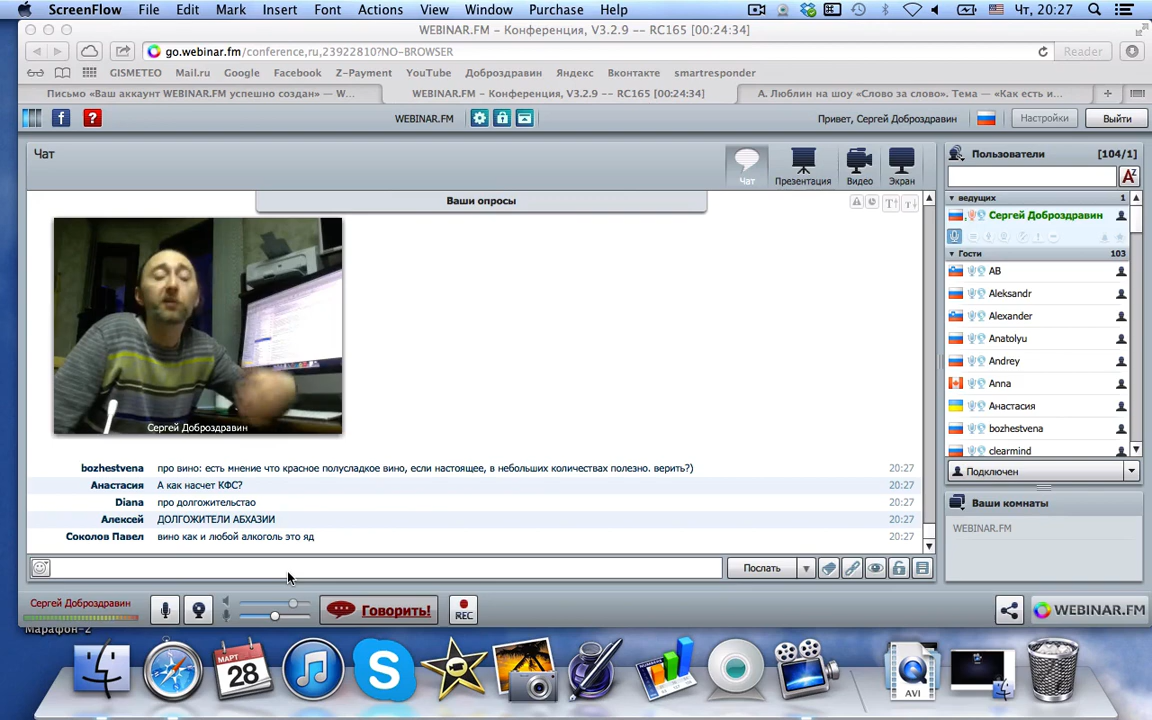 ScreenFlow File Edit Mark Insert Font Actions View Window Purchase Help Чт, 20:27
WEBINAR.FM – Конференция, V3.2.9 -- RC165 [00:24:34]
go.webinar.fm/conference,ru,23922810?NO-BROWSER Reader
GISMETEO Mail.ru Google Facebook Z-Payment YouTube Доброздравин Яндекс Вконтакте smartresponder
Письмо «Ваш аккаунт WEBINAR.FM успешно создан» — W... WEBINAR.FM – Конференция, V3.2.9 -- RC165 [00:24:34] А. Люблин на шоу «Слово за слово». Тема — «Как есть и...
f ? WEBINAR.FM Привет, Сергей Доброздравин Настройки Выйти
Чат
Чат Презентация Видео Экран
Ваши опросы
Сергей Доброздравин
bozhestvena про вино: есть мнение что красное полусладкое вино, если настоящее, в небольших количествах полезно. верить?) 20:27
Анастасия А как насчет КФС? 20:27
Diana про долгожительтао 20:27
Алексей ДОЛГОЖИТЕЛИ АБХАЗИИ 20:27
Соколов Павел вино как и любой алкоголь это яд 20:27
Послать
Сергей Доброздравин Говорить! REC
Пользователи [104/1]
ведущих 1
Сергей Доброздравин
Гости 103
AB
Aleksandr
Alexander
Anatolyu
Andrey
Anna
Анастасия
bozhestvena
clearmind
Подключен
Ваши комнаты
WEBINAR.FM
WEBINAR.FM
Марафон-2
МАРТ
28
AVI